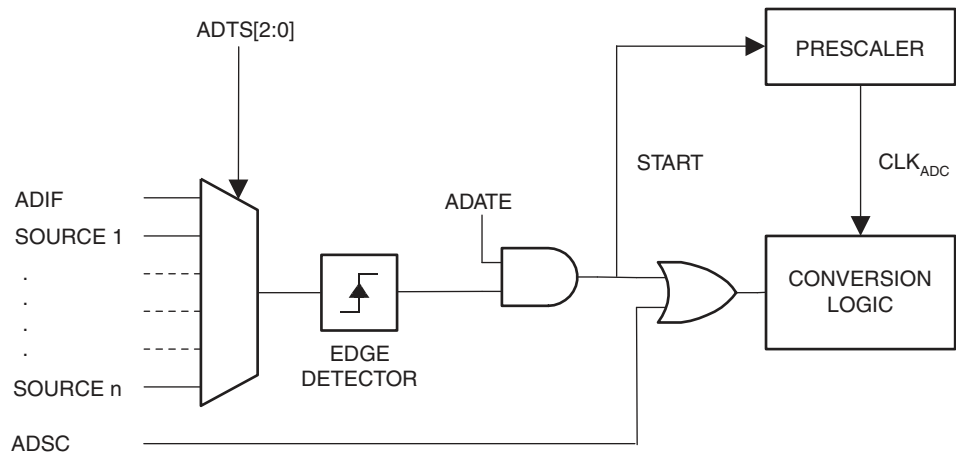 ADTS[2:0]
PRESCALER
START
CLKADC
ADIF
ADATE
SOURCE 1
.
.
.
.
CONVERSION
LOGIC
EDGE
DETECTOR
SOURCE n
ADSC